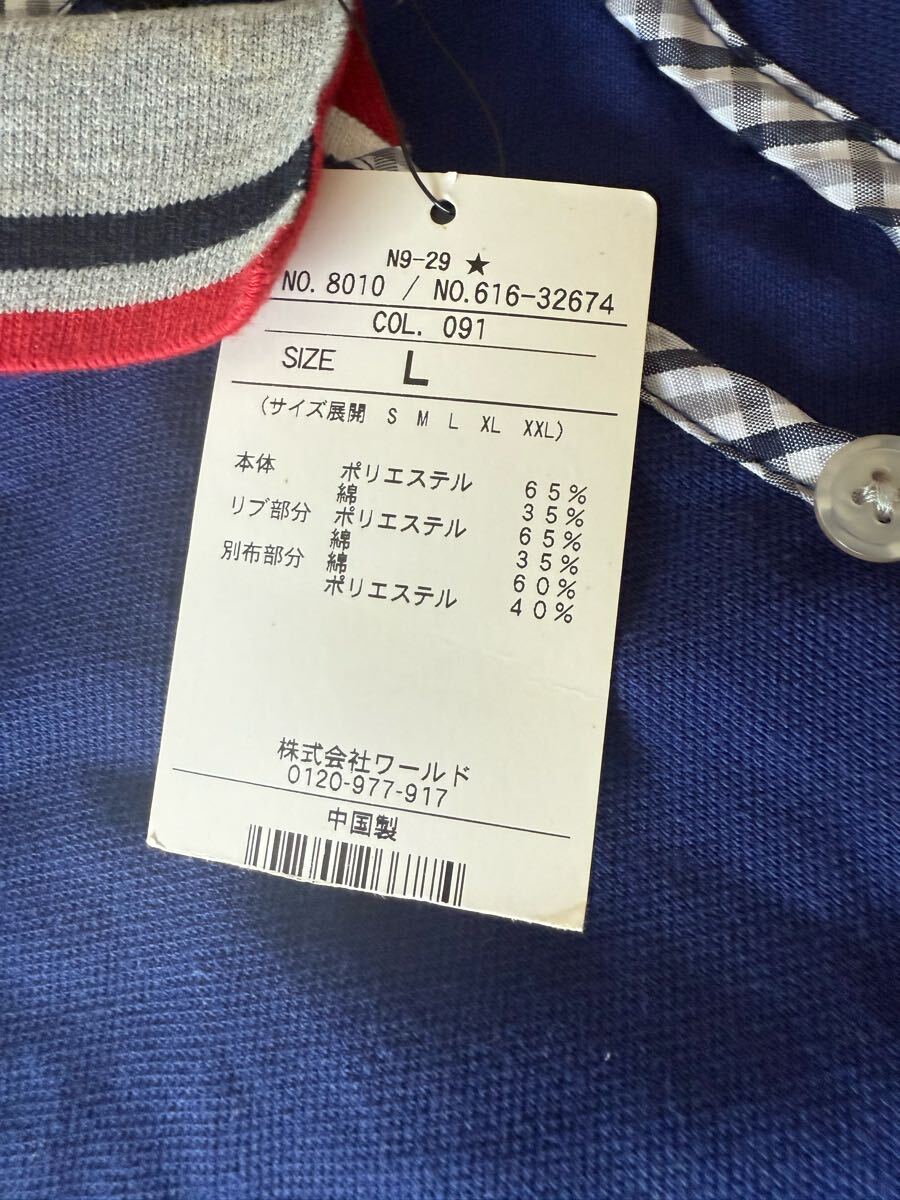 N9-29 ★
NO. 8010 / NO.616-32674
COL. 091
SIZE L
(サイズ展開 S M L XL XXL)
本体 ポリエステル 65%
綿 35%
リブ部分 ポリエステル 65%
綿 35%
別布部分 綿 60%
ポリエステル 40%
株式会社ワールド
0120-977-917
中国製